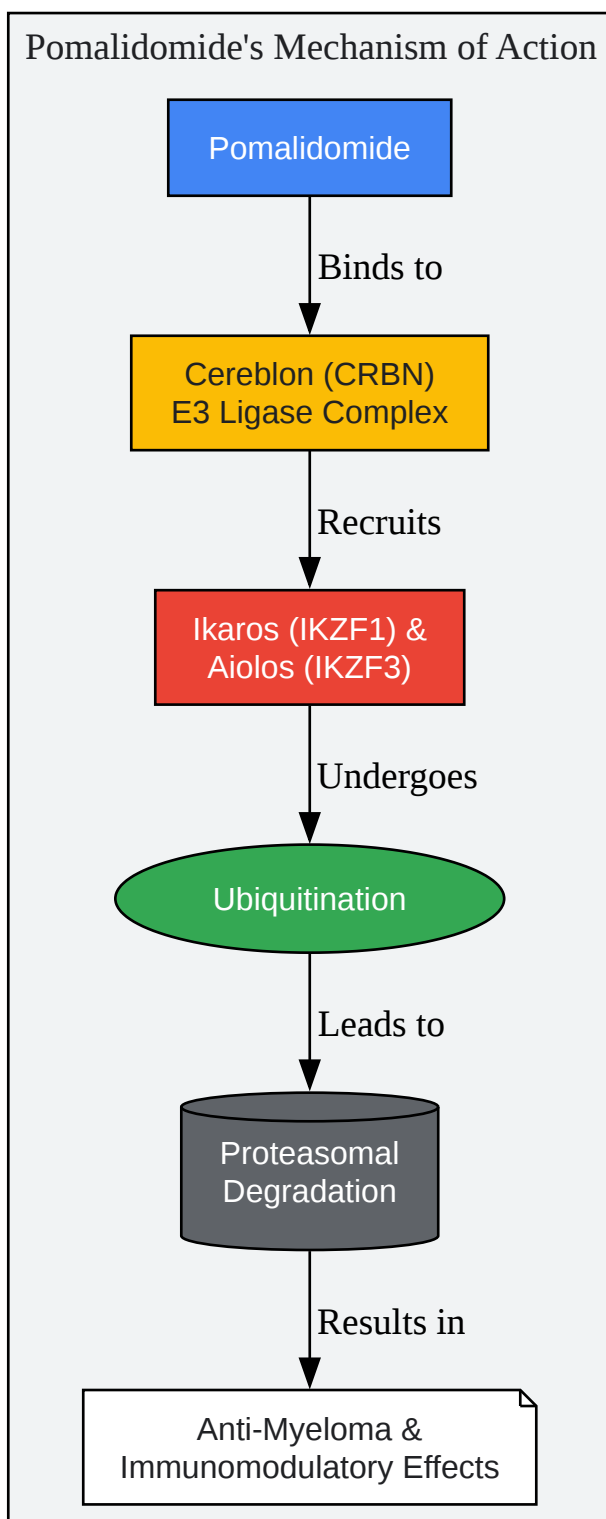 Pomalidomide's Mechanism of Action
Pomalidomide
Binds to
Cereblon (CRBN)
E3 Ligase Complex
Recruits
Ikaros (IKZF1) &
Aiolos (IKZF3)
Undergoes
Ubiquitination
Leads to
Proteasomal
Degradation
Results in
Anti-Myeloma &
Immunomodulatory Effects